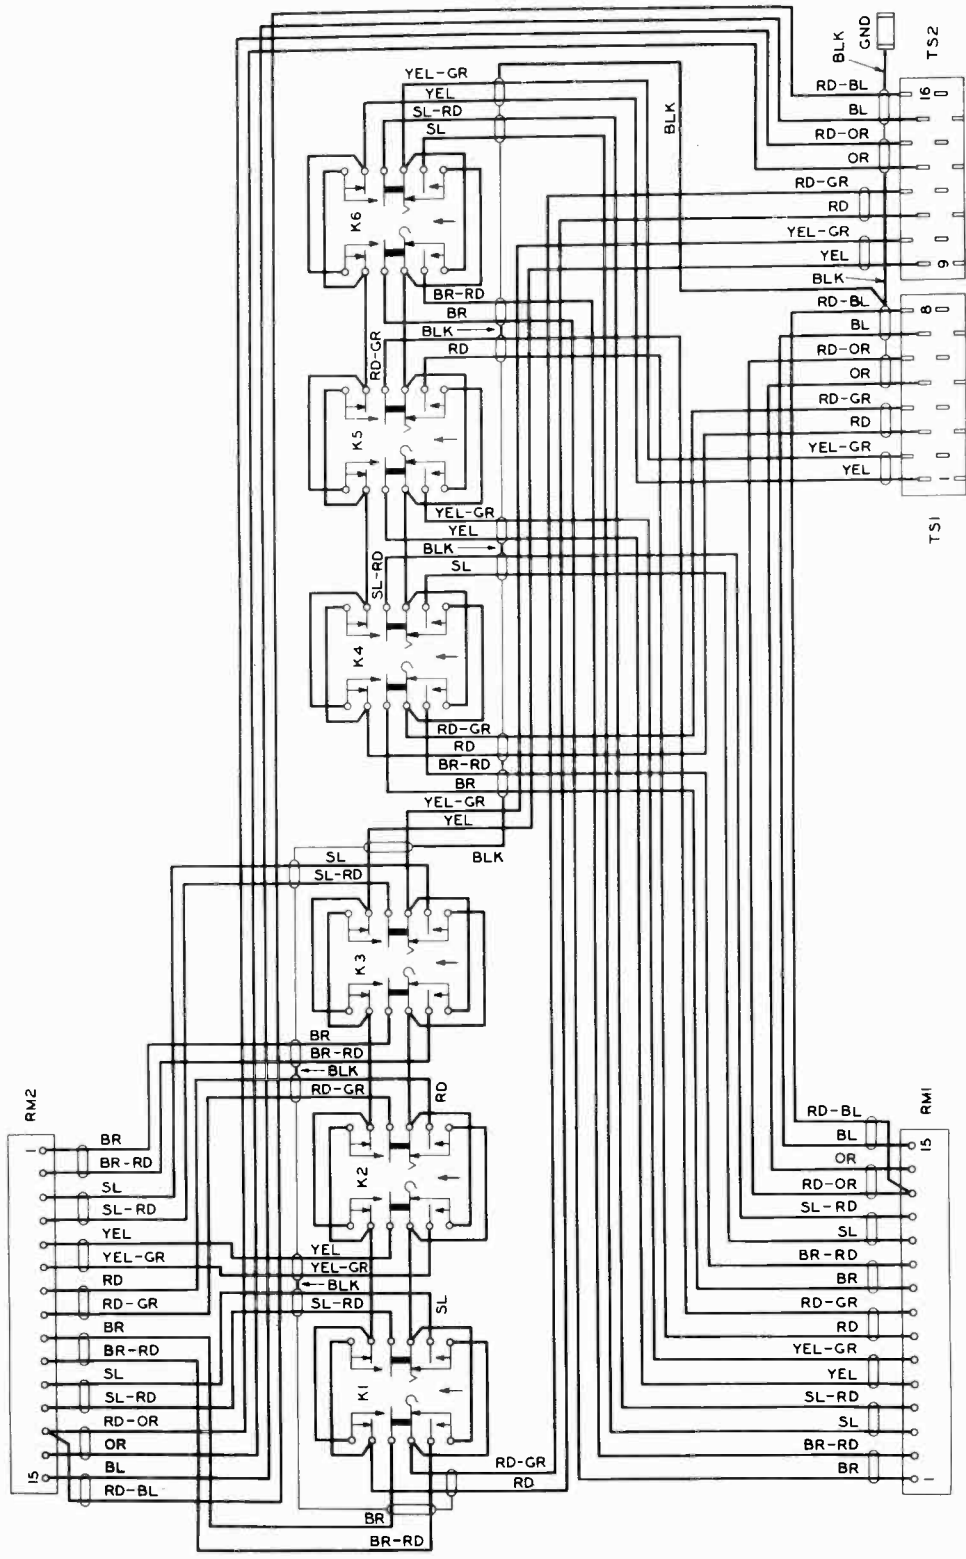 BLK
GND
TS2
RD-BL
16
BL
RD-OR
OR
RD-GR
RD
YEL-GR
YEL
9
BLK
RD-BL
8
BL
RD-OR
OR
RD-GR
RD
YEL-GR
YEL
1
TS1
YEL-GR
YEL
SL-RD
SL
BLK
K6
BR-RD
BR
BLK
RD
RD-GR
K5
YEL-GR
YEL
BLK
SL
SL-RD
K4
RD-GR
RD
BR-RD
BR
YEL-GR
YEL
BLK
SL
SL-RD
K3
BR
BR-RD
BLK
RD-GR
RD
K2
YEL
YEL-GR
BLK
SL-RD
SL
K1
RD-GR
RD
BR
BR-RD
RM2
1
BR
BR-RD
SL
SL-RD
YEL
YEL-GR
RD
RD-GR
BR
BR-RD
SL
SL-RD
RD-OR
OR
15
BL
RD-BL
RM1
RD-BL
BL
15
OR
RD-OR
SL-RD
SL
BR-RD
BR
RD-GR
RD
YEL-GR
YEL
SL-RD
SL
BR-RD
BR
1